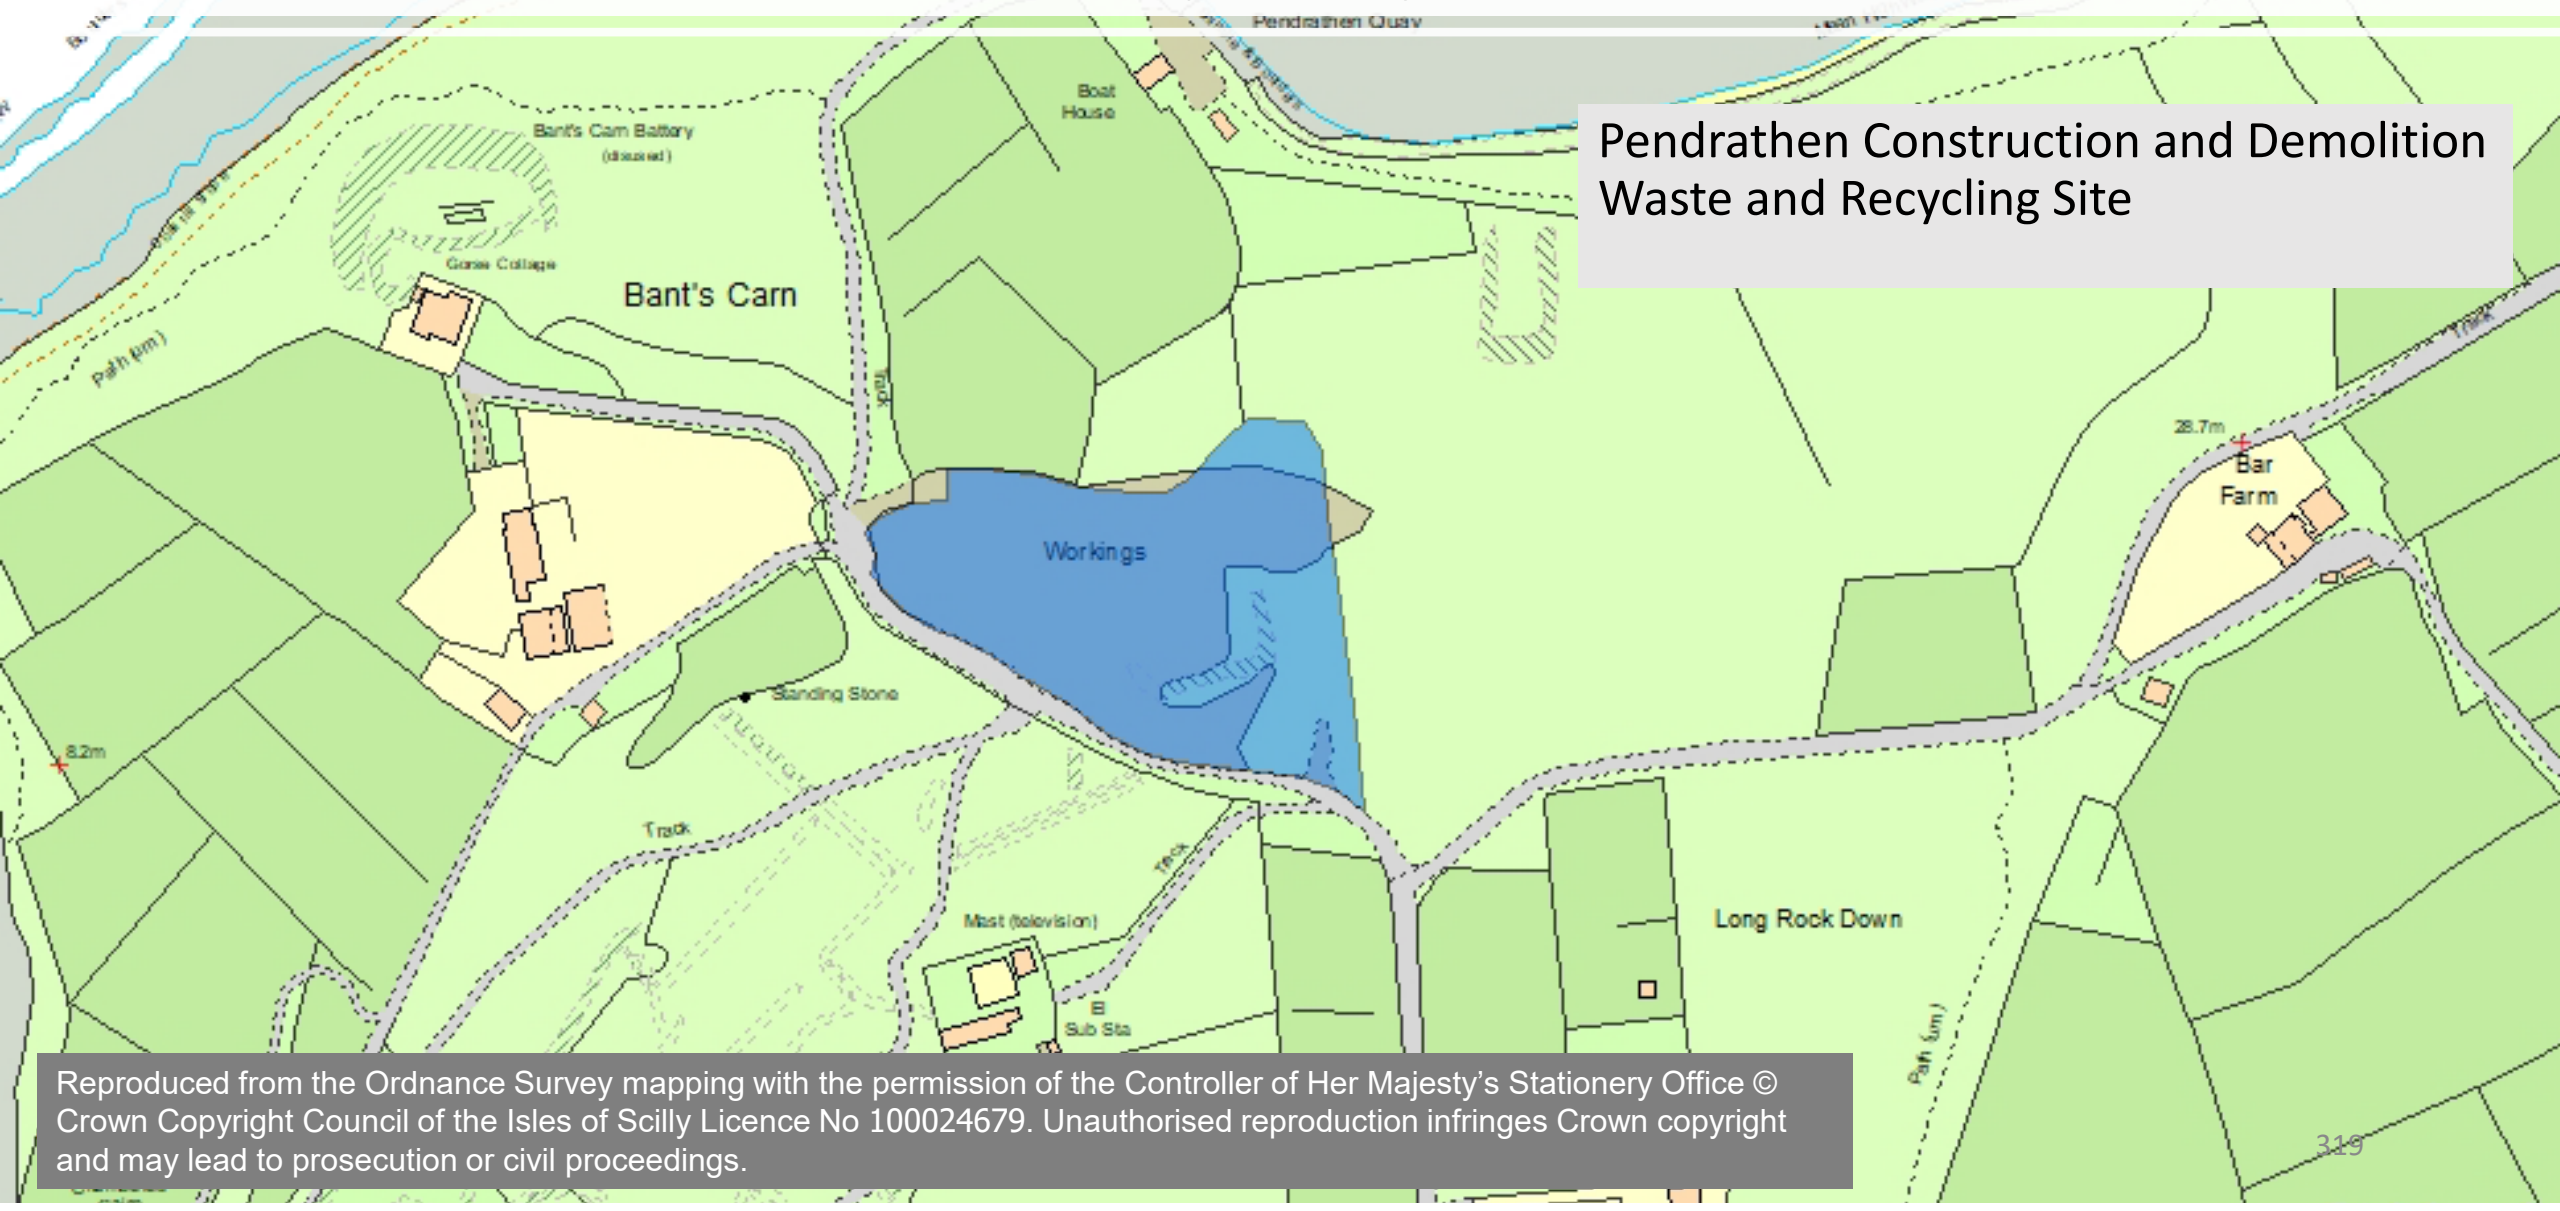 Pendrathen Quay
Pendrathen Construction and Demolition
Waste and Recycling Site
Boat
House
Bant's Carn Battery
(disused)
Gorse Cottage
Bant's Carn
Path (um)
Track
Track
28.7m
Bar
Farm
Workings
Standing Stone
8.2m
Track
Track
Mast (television)
Long Rock Down
El
Sub Sta
Path (um)
Reproduced from the Ordnance Survey mapping with the permission of the Controller of Her Majesty’s Stationery Office ©
Crown Copyright Council of the Isles of Scilly Licence No 100024679. Unauthorised reproduction infringes Crown copyright
and may lead to prosecution or civil proceedings.
319